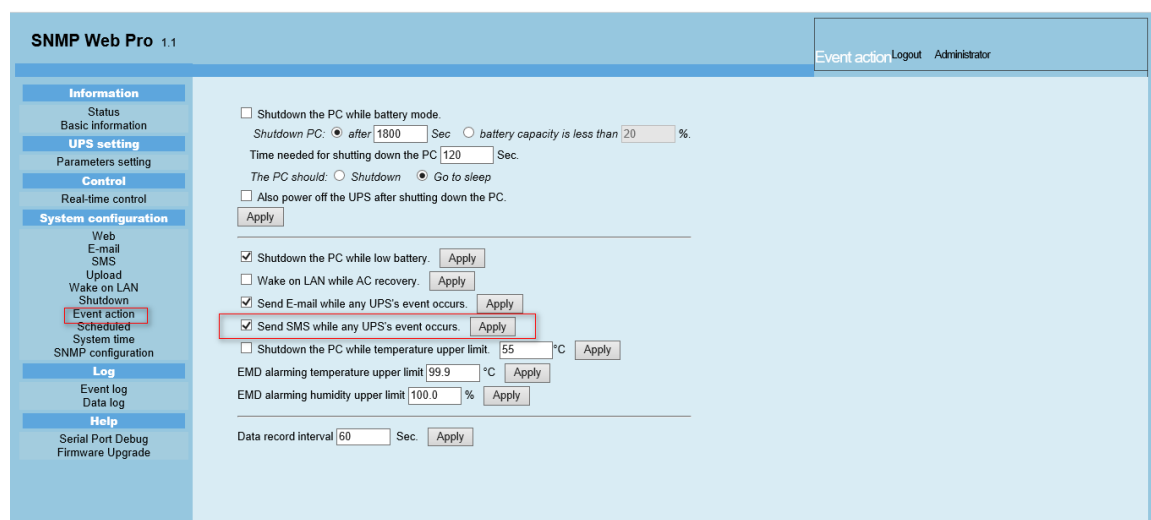 SNMP Web Pro 1.1
Event action Logout Administrator
Information
Status
Basic information
UPS setting
Parameters setting
Control
Real-time control
System configuration
Web
E-mail
SMS
Upload
Wake on LAN
Shutdown
Event action
Scheduled
System time
SNMP configuration
Log
Event log
Data log
Help
Serial Port Debug
Firmware Upgrade
Shutdown the PC while battery mode.
Shutdown PC: after 1800 Sec battery capacity is less than 20 %.
Time needed for shutting down the PC 120 Sec.
The PC should: Shutdown Go to sleep
Also power off the UPS after shutting down the PC.
Apply
Shutdown the PC while low battery. Apply
Wake on LAN while AC recovery. Apply
Send E-mail while any UPS's event occurs. Apply
Send SMS while any UPS's event occurs. Apply
Shutdown the PC while temperature upper limit. 55 °C Apply
EMD alarming temperature upper limit 99.9 °C Apply
EMD alarming humidity upper limit 100.0 % Apply
Data record interval 60 Sec. Apply